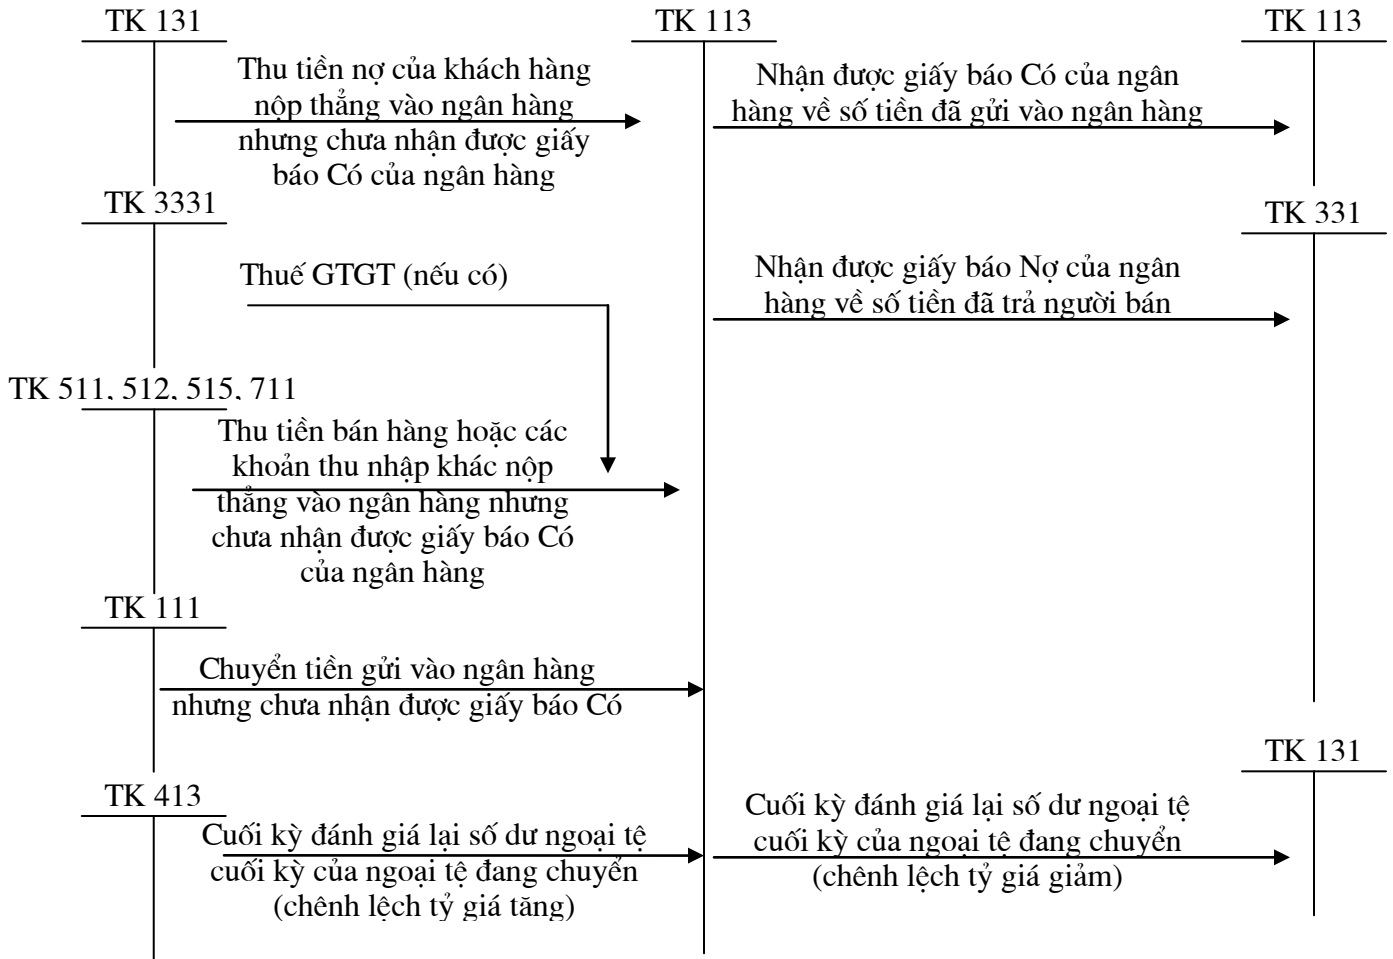 TK 131
TK 113
TK 113
Thu tiền nợ của khách hàng
nộp thẳng vào ngân hàng
nhưng chưa nhận được giấy
báo Có của ngân hàng
Nhận được giấy báo Có của ngân
hàng về số tiền đã gửi vào ngân hàng
TK 3331
TK 331
Thuế GTGT (nếu có)
Nhận được giấy báo Nợ của ngân
hàng về số tiền đã trả người bán
TK 511, 512, 515, 711
Thu tiền bán hàng hoặc các
khoản thu nhập khác nộp
thẳng vào ngân hàng nhưng
chưa nhận được giấy báo Có
của ngân hàng
TK 111
Chuyển tiền gửi vào ngân hàng
nhưng chưa nhận được giấy báo Có
TK 131
TK 413
Cuối kỳ đánh giá lại số dư ngoại tệ
cuối kỳ của ngoại tệ đang chuyển
(chênh lệch tỷ giá tăng)
Cuối kỳ đánh giá lại số dư ngoại tệ
cuối kỳ của ngoại tệ đang chuyển
(chênh lệch tỷ giá giảm)